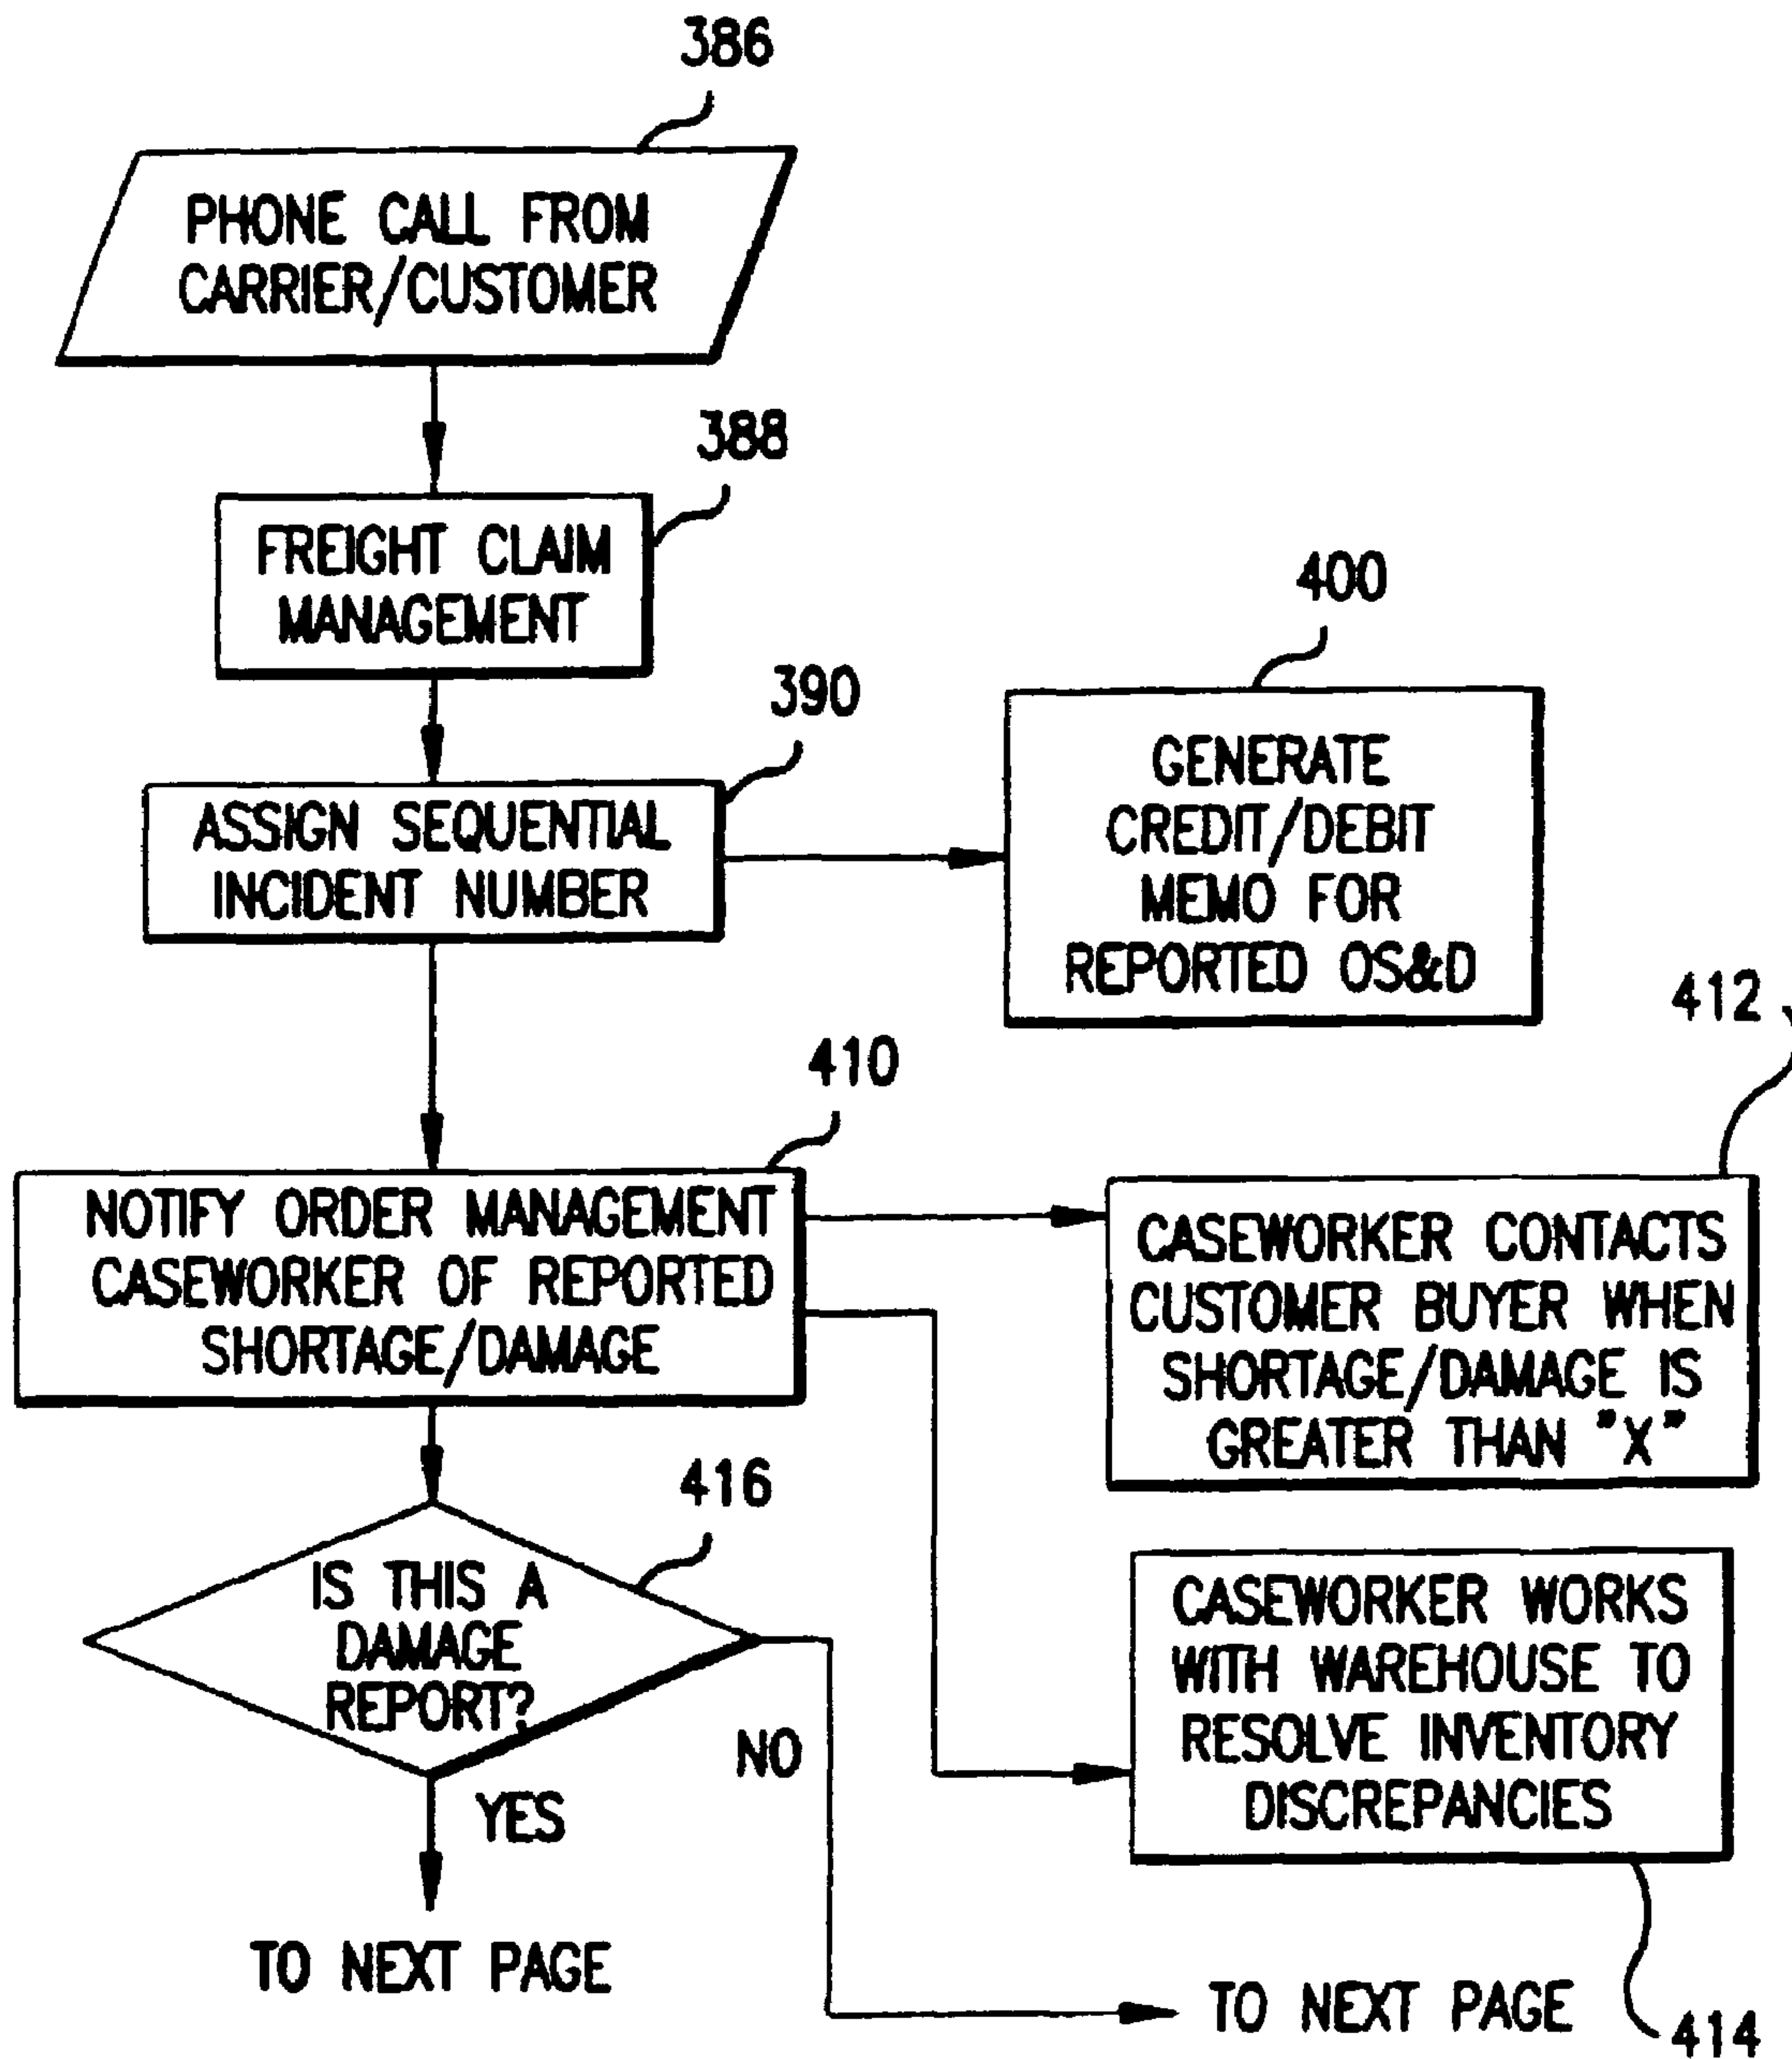 386
PHONE CALL FROM
CARRIER/CUSTOMER
388
FREIGHT CLAIM
MANAGEMENT
390
ASSIGN SEQUENTIAL
INCIDENT NUMBER
400
GENERATE
CREDIT/DEBIT
MEMO FOR
REPORTED OS&D
410
NOTIFY ORDER MANAGEMENT
CASEWORKER OF REPORTED
SHORTAGE/DAMAGE
412
CASEWORKER CONTACTS
CUSTOMER BUYER WHEN
SHORTAGE/DAMAGE IS
GREATER THAN "X"
416
IS THIS A
DAMAGE
REPORT?
NO
YES
CASEWORKER WORKS
WITH WAREHOUSE TO
RESOLVE INVENTORY
DISCREPANCIES
414
TO NEXT PAGE
TO NEXT PAGE